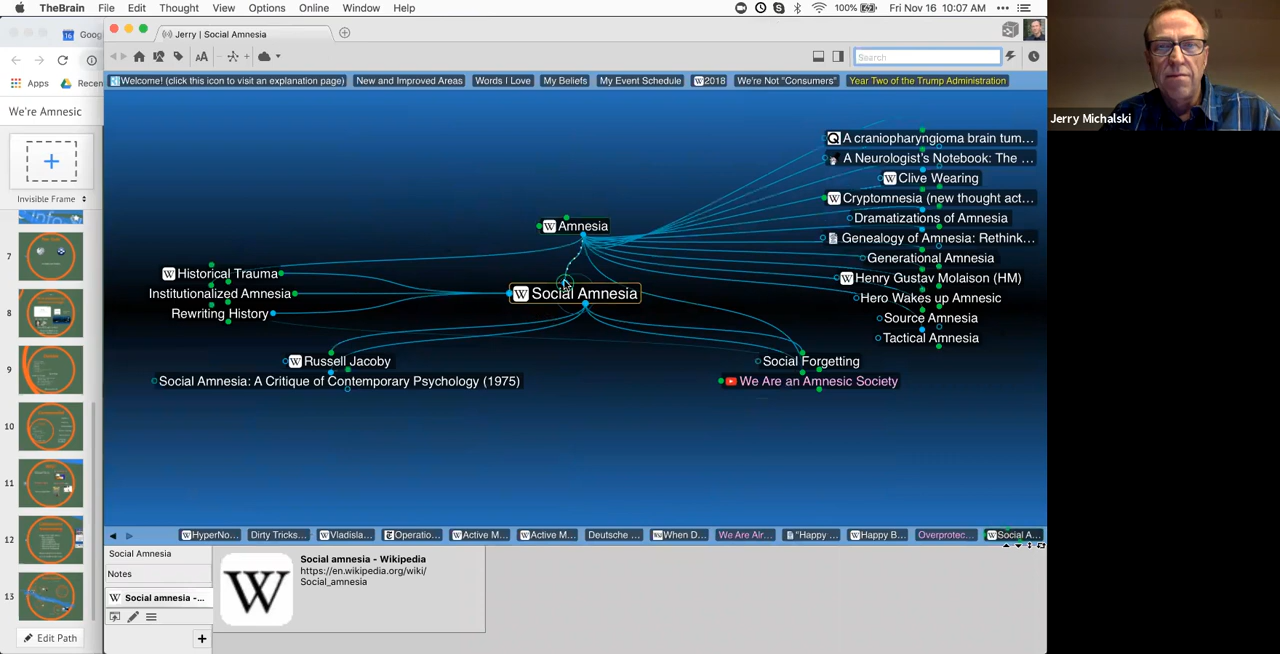 TheBrain File Edit Thought View Options Online Window Help
100% Fri Nov 16 10:07 AM
16 Goog
Jerry | Social Amnesia
AA
Search
Apps Recen
Welcome! (click this icon to visit an explanation page) New and Improved Areas Words I Love My Beliefs My Event Schedule W 2018 We're Not "Consumers" Year Two of the Trump Administration
We're Amnesic
Jerry Michalski
Invisible Frame
7
8
9
10
11
12
13
Edit Path
Q A craniopharyngioma brain tum...
A Neurologist's Notebook: The ...
W Clive Wearing
W Cryptomnesia (new thought act...
Dramatizations of Amnesia
Genealogy of Amnesia: Rethink...
Generational Amnesia
W Henry Gustav Molaison (HM)
Hero Wakes up Amnesic
Source Amnesia
Tactical Amnesia
W Amnesia
W Historical Trauma
Institutionalized Amnesia
Rewriting History
W Social Amnesia
W Russell Jacoby
Social Amnesia: A Critique of Contemporary Psychology (1975)
Social Forgetting
We Are an Amnesic Society
W HyperNo... Dirty Tricks... W Vladisla... Operatio... W Active M... W Active M... Deutsche ... When D... We Are Alr... "Happy ... W Happy B... Overprotec... W Social A...
Social Amnesia
Notes
W Social amnesia -...
W
Social amnesia - Wikipedia
https://en.wikipedia.org/wiki/
Social_amnesia